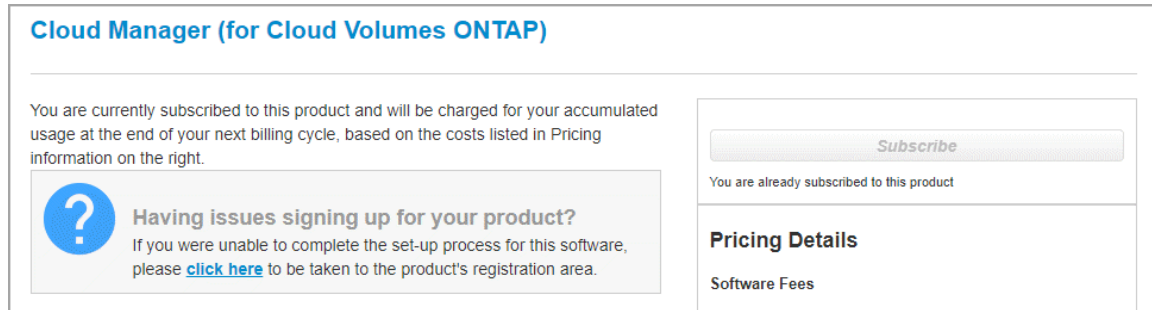 Cloud Manager (for Cloud Volumes ONTAP)
You are currently subscribed to this product and will be charged for your accumulated
usage at the end of your next billing cycle, based on the costs listed in Pricing
information on the right.
?
Having issues signing up for your product?
If you were unable to complete the set-up process for this software,
please click here to be taken to the product's registration area.
Subscribe
You are already subscribed to this product
Pricing Details
Software Fees